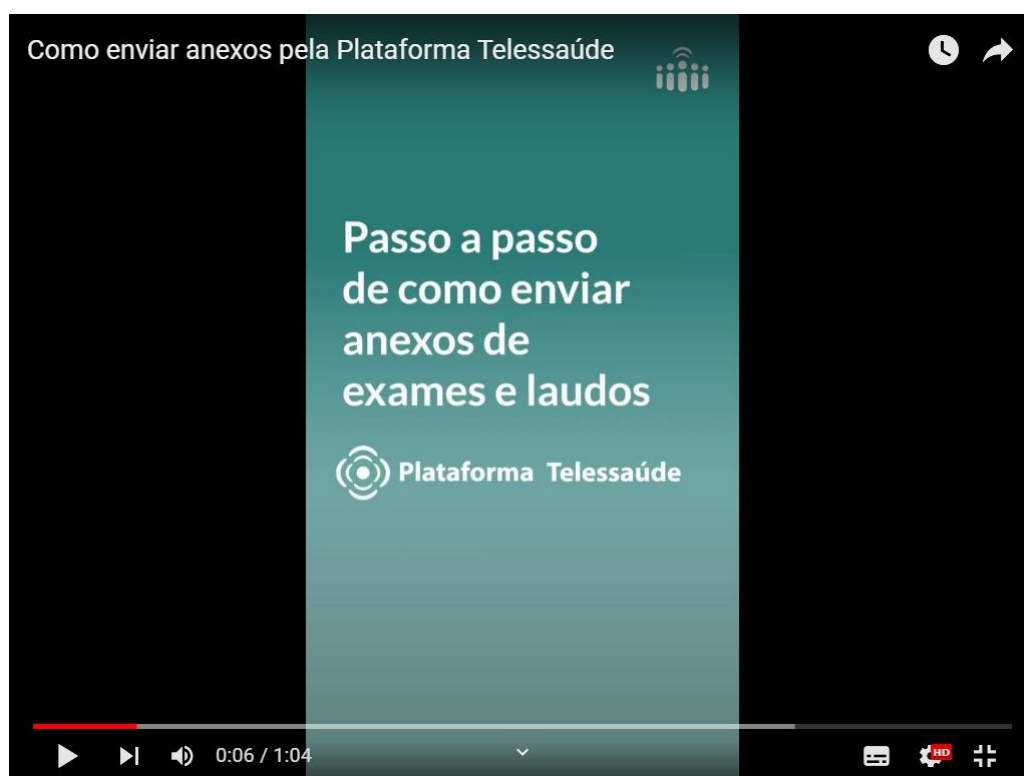 Como enviar anexos pela Plataforma Telessaúde
Passo a passo
de como enviar
anexos de
exames e laudos
Plataforma Telessaúde
0:06 / 1:04
HD